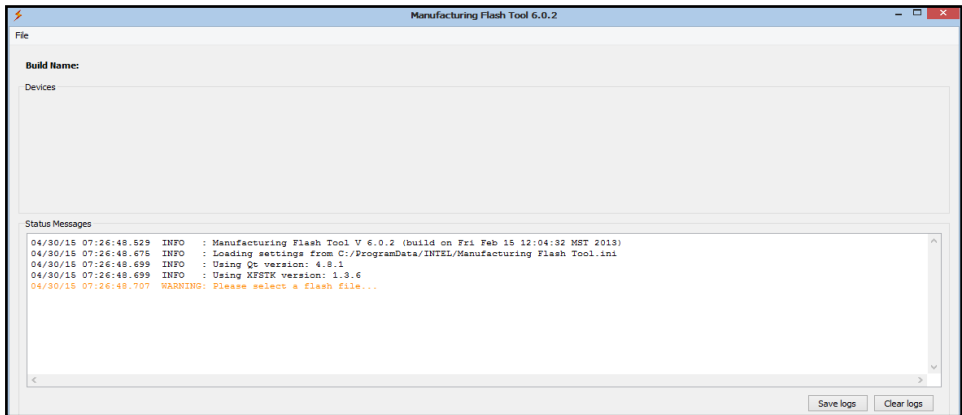 Manufacturing Flash Tool 6.0.2
File
Build Name:
Devices
Status Messages
04/30/15 07:26:48.529 INFO : Manufacturing Flash Tool V 6.0.2 (build on Fri Feb 15 12:04:32 MST 2013)
04/30/15 07:26:48.675 INFO : Loading settings from C:/ProgramData/INTEL/Manufacturing Flash Tool.ini
04/30/15 07:26:48.699 INFO : Using Qt version: 4.8.1
04/30/15 07:26:48.699 INFO : Using XFSTK version: 1.3.6
04/30/15 07:26:48.707 WARNING: Please select a flash file...
Save logs Clear logs